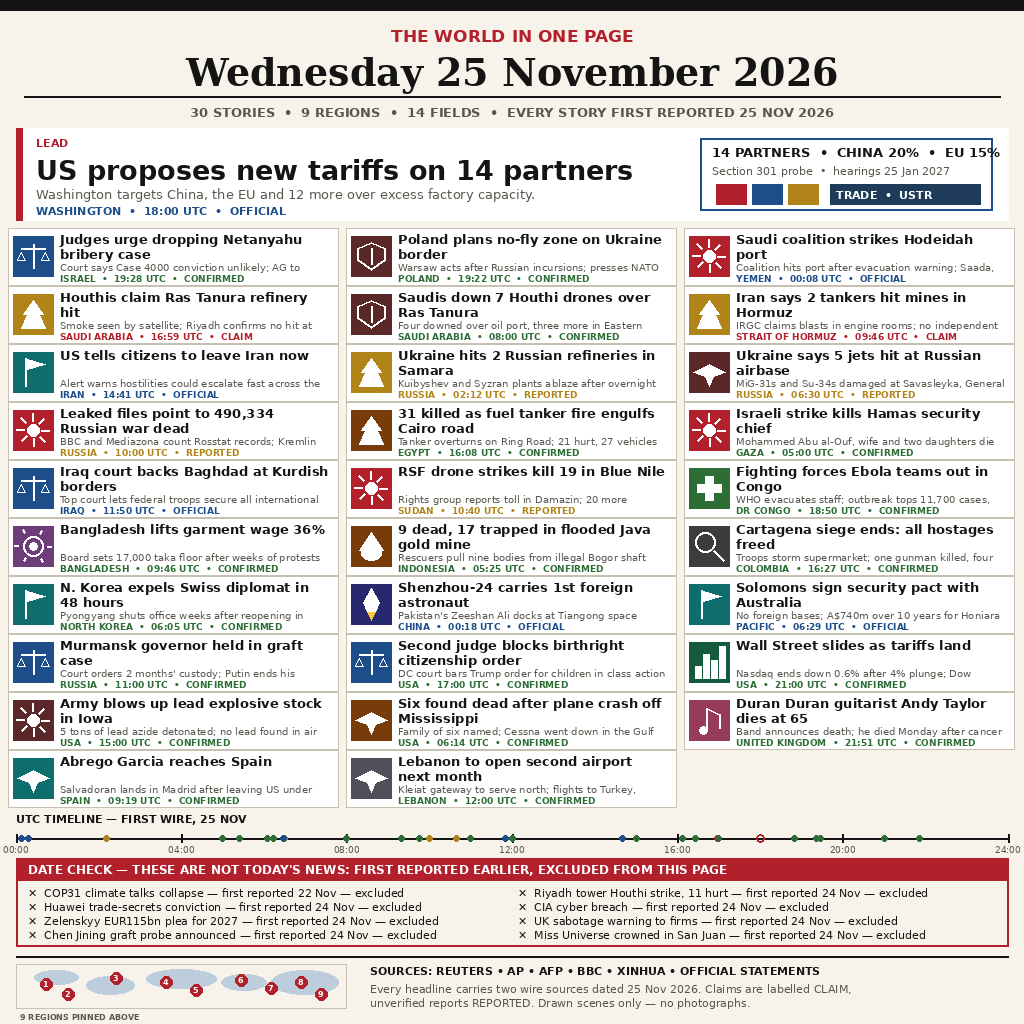 THE WORLD IN ONE PAGE
Wednesday 25 November 2026
30 STORIES • 9 REGIONS • 14 FIELDS • EVERY STORY FIRST REPORTED 25 NOV 2026
LEAD
US proposes new tariffs on 14 partners
Washington targets China, the EU and 12 more over excess factory capacity.
WASHINGTON • 18:00 UTC • OFFICIAL
14 PARTNERS • CHINA 20% • EU 15%
Section 301 probe • hearings 25 Jan 2027
TRADE • USTR
Judges urge dropping Netanyahu
bribery case
Court says Case 4000 conviction unlikely; AG to
ISRAEL • 19:28 UTC • CONFIRMED
Poland plans no-fly zone on Ukraine
border
Warsaw acts after Russian incursions; presses NATO
POLAND • 19:22 UTC • CONFIRMED
Saudi coalition strikes Hodeidah
port
Coalition hits port after evacuation warning; Saada,
YEMEN • 00:08 UTC • OFFICIAL
Houthis claim Ras Tanura refinery
hit
Smoke seen by satellite; Riyadh confirms no hit at
SAUDI ARABIA • 16:59 UTC • CLAIM
Saudis down 7 Houthi drones over
Ras Tanura
Four downed over oil port, three more in Eastern
SAUDI ARABIA • 08:00 UTC • CONFIRMED
Iran says 2 tankers hit mines in
Hormuz
IRGC claims blasts in engine rooms; no independent
STRAIT OF HORMUZ • 09:46 UTC • CLAIM
US tells citizens to leave Iran now
Alert warns hostilities could escalate fast across the
IRAN • 14:41 UTC • OFFICIAL
Ukraine hits 2 Russian refineries in
Samara
Kuibyshev and Syzran plants ablaze after overnight
RUSSIA • 02:12 UTC • REPORTED
Ukraine says 5 jets hit at Russian
airbase
MiG-31s and Su-34s damaged at Savasleyka, General
RUSSIA • 06:30 UTC • REPORTED
Leaked files point to 490,334
Russian war dead
BBC and Mediazona count Rosstat records; Kremlin
RUSSIA • 10:00 UTC • REPORTED
31 killed as fuel tanker fire engulfs
Cairo road
Tanker overturns on Ring Road; 21 hurt, 27 vehicles
EGYPT • 16:08 UTC • CONFIRMED
Israeli strike kills Hamas security
chief
Mohammed Abu al-Ouf, wife and two daughters die
GAZA • 05:00 UTC • CONFIRMED
Iraq court backs Baghdad at Kurdish
borders
Top court lets federal troops secure all international
IRAQ • 11:50 UTC • OFFICIAL
RSF drone strikes kill 19 in Blue Nile
Rights group reports toll in Damazin; 20 more
SUDAN • 10:40 UTC • REPORTED
Fighting forces Ebola teams out in
Congo
WHO evacuates staff; outbreak tops 11,700 cases,
DR CONGO • 18:50 UTC • CONFIRMED
Bangladesh lifts garment wage 36%
Board sets 17,000 taka floor after weeks of protests
BANGLADESH • 09:46 UTC • CONFIRMED
9 dead, 17 trapped in flooded Java
gold mine
Rescuers pull nine bodies from illegal Bogor shaft
INDONESIA • 05:25 UTC • CONFIRMED
Cartagena siege ends: all hostages
freed
Troops storm supermarket; one gunman killed, four
COLOMBIA • 16:27 UTC • CONFIRMED
N. Korea expels Swiss diplomat in
48 hours
Pyongyang shuts office weeks after reopening in
NORTH KOREA • 06:05 UTC • CONFIRMED
Shenzhou-24 carries 1st foreign
astronaut
Pakistan's Zeeshan Ali docks at Tiangong space
CHINA • 00:18 UTC • OFFICIAL
Solomons sign security pact with
Australia
No foreign bases; A$740m over 10 years for Honiara
PACIFIC • 06:29 UTC • OFFICIAL
Murmansk governor held in graft
case
Court orders 2 months' custody; Putin ends his
RUSSIA • 11:00 UTC • CONFIRMED
Second judge blocks birthright
citizenship order
DC court bars Trump order for children in class action
USA • 17:00 UTC • CONFIRMED
Wall Street slides as tariffs land
Nasdaq ends down 0.6% after 4% plunge; Dow
USA • 21:00 UTC • CONFIRMED
Army blows up lead explosive stock
in Iowa
5 tons of lead azide detonated; no lead found in air
USA • 15:00 UTC • CONFIRMED
Six found dead after plane crash off
Mississippi
Family of six named; Cessna went down in the Gulf
USA • 06:14 UTC • CONFIRMED
Duran Duran guitarist Andy Taylor
dies at 65
Band announces death; he died Monday after cancer
UNITED KINGDOM • 21:51 UTC • CONFIRMED
Abrego Garcia reaches Spain
Salvadoran lands in Madrid after leaving US under
SPAIN • 09:19 UTC • CONFIRMED
Lebanon to open second airport
next month
Kleiat gateway to serve north; flights to Turkey,
LEBANON • 12:00 UTC • CONFIRMED
UTC TIMELINE — FIRST WIRE, 25 NOV
00:00 04:00 08:00 12:00 16:00 20:00 24:00
DATE CHECK — THESE ARE NOT TODAY'S NEWS: FIRST REPORTED EARLIER, EXCLUDED FROM THIS PAGE
✕ COP31 climate talks collapse — first reported 22 Nov — excluded
✕ Riyadh tower Houthi strike, 11 hurt — first reported 24 Nov — excluded
✕ Huawei trade-secrets conviction — first reported 24 Nov — excluded
✕ CIA cyber breach — first reported 24 Nov — excluded
✕ Zelenskyy EUR115bn plea for 2027 — first reported 24 Nov — excluded
✕ UK sabotage warning to firms — first reported 24 Nov — excluded
✕ Chen Jining graft probe announced — first reported 24 Nov — excluded
✕ Miss Universe crowned in San Juan — first reported 24 Nov — excluded
1 2 3 4 5 6 7 8 9
9 REGIONS PINNED ABOVE
SOURCES: REUTERS • AP • AFP • BBC • XINHUA • OFFICIAL STATEMENTS
Every headline carries two wire sources dated 25 Nov 2026. Claims are labelled CLAIM,
unverified reports REPORTED. Drawn scenes only — no photographs.